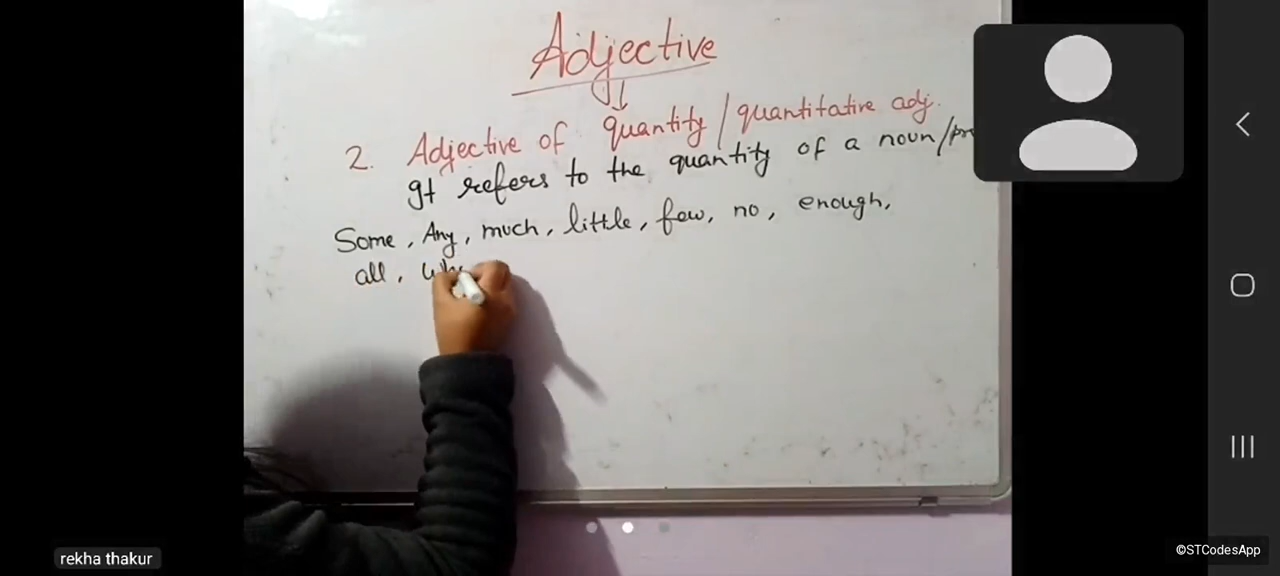 Adjective
2. Adjective of quantity / quantitative adj.
It refers to the quantity of a noun/
Some, Any, much, little, few, no, enough,
all,
rekha thakur
©STCodesApp